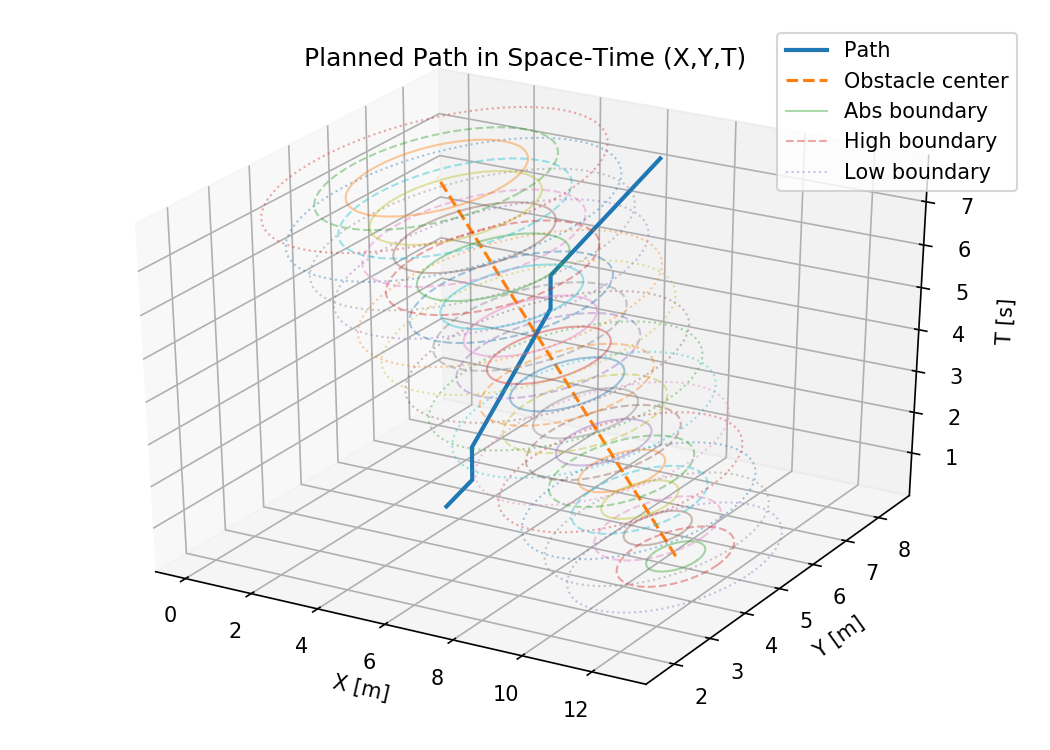 Planned Path in Space-Time (X,Y,T)
Path
Obstacle center
Abs boundary
High boundary
Low boundary
7
6
5
4
3
2
1
T [s]
0
2
4
6
8
10
12
X [m]
2
3
4
5
6
7
8
Y [m]